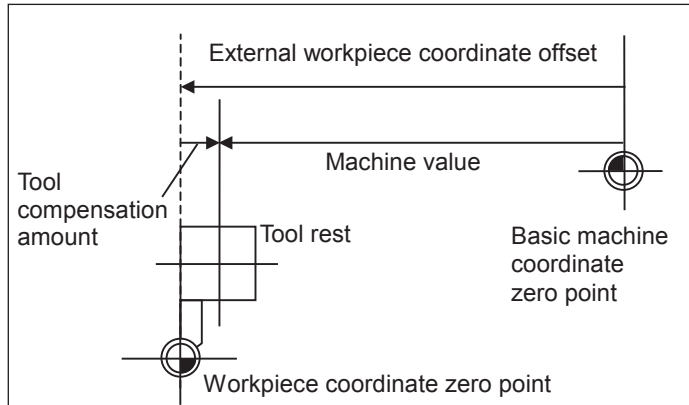 External workpiece coordinate offset
Machine value
Tool
compensation
amount
Tool rest
Basic machine
coordinate
zero point
Workpiece coordinate zero point